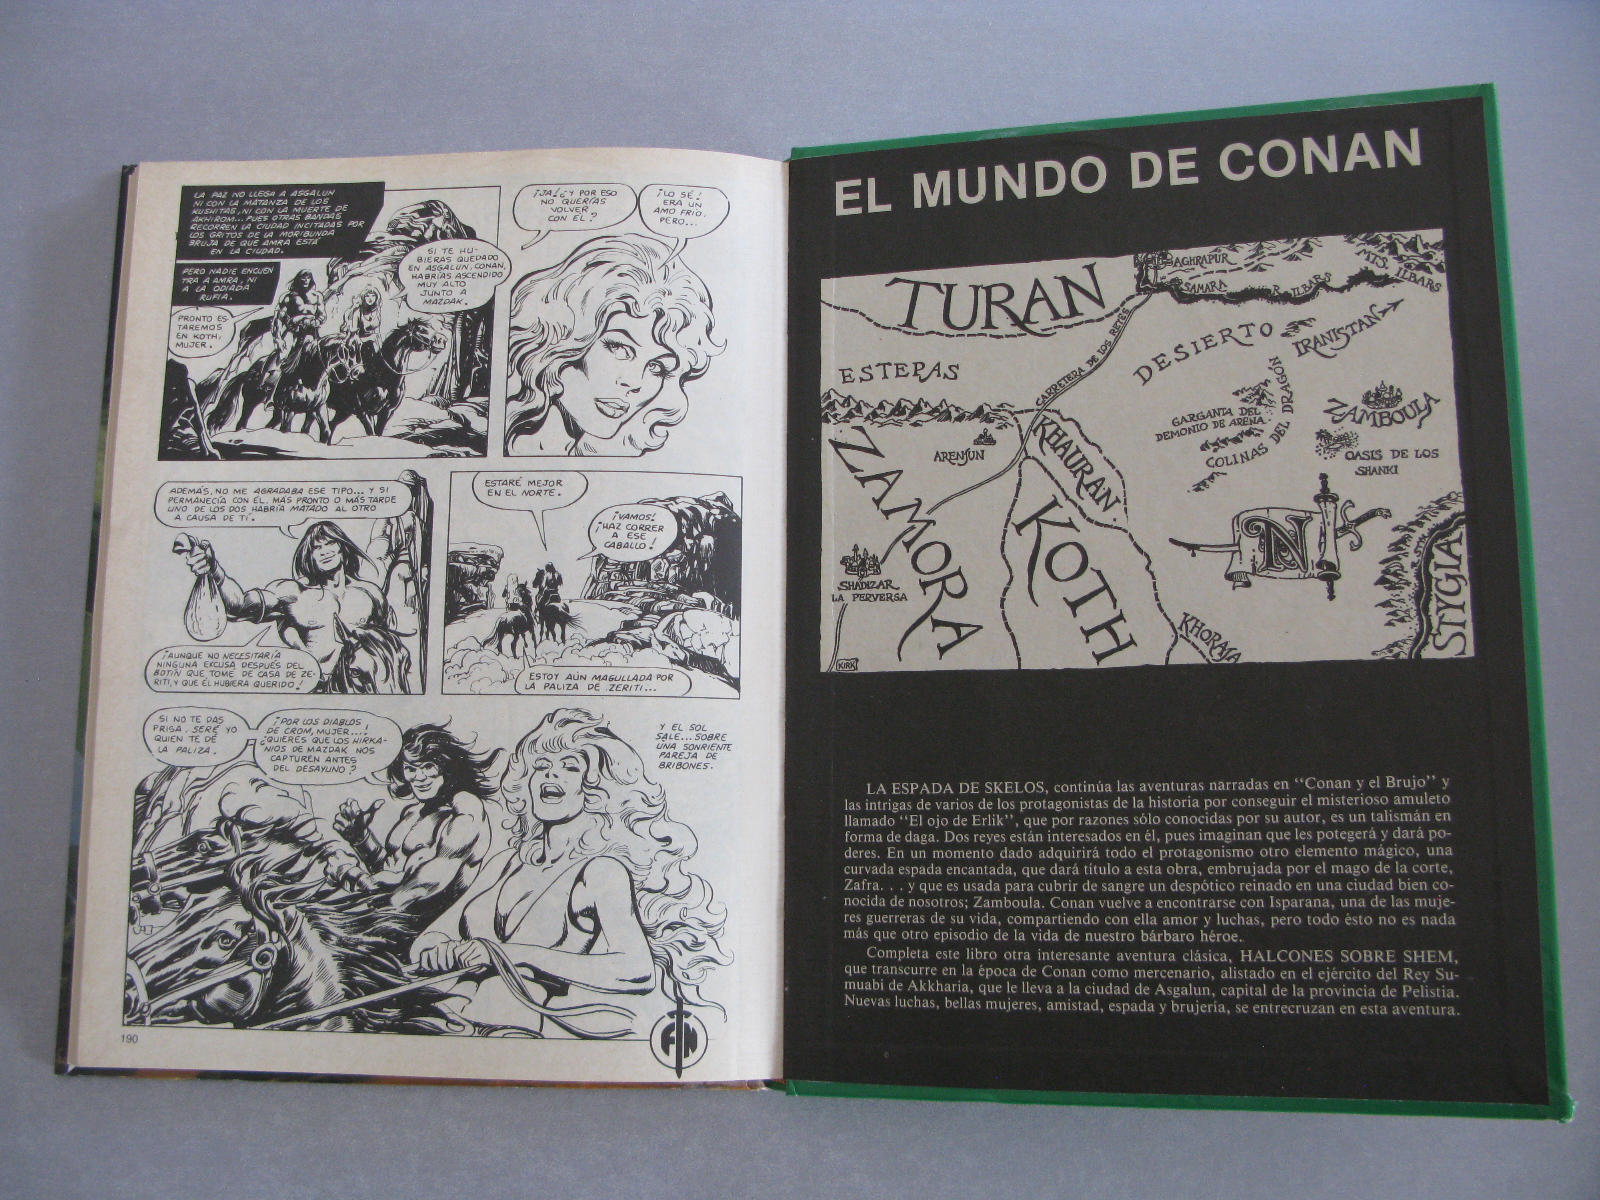 LA PAZ NO LLEGA A ASGALUN
NI CON LA MATANZA DE LOS
KUSHITAS, NI CON LA MUERTE DE
AKHIROM... PUES OTRAS BANDAS
RECORREN LA CIUDAD INCITADAS POR
LOS GRITOS DE LA MORIBUNDA
BRUJA DE QUE AMRA ESTÁ
EN LA CIUDAD.
PERO NADIE ENCUEN
TRA A AMRA, NI
A LA ODIADA
RUFIA.
PRONTO ES-
TAREMOS
EN KOTH,
MUJER.
SI TE HU-
BIERAS QUEDADO
EN ASGALUN, CONAN,
HABRÍAS ASCENDIDO
MUY ALTO
JUNTO A
MAZDAK.
¡JA! ¿Y POR ESO
NO QUERÍAS
VOLVER
CON ÉL?
¡LO SÉ!
ERA UN
AMO FRÍO,
PERO...
ADEMÁS, NO ME AGRADABA ESE TIPO... Y SI
PERMANECÍA CON ÉL, MÁS PRONTO O MÁS TARDE
UNO DE LOS DOS HABRÍA MATADO AL OTRO
A CAUSA DE TI.
¡AUNQUE NO NECESITARÍA
NINGUNA EXCUSA DESPUÉS DEL
BOTÍN QUE TOMÉ DE CASA DE ZE-
RITI, Y QUE ÉL HUBIERA QUERIDO!
ESTARÉ MEJOR
EN EL NORTE.
¡VAMOS!
¡HAZ CORRER
A ESE
CABALLO!
ESTOY AÚN MAGULLADA POR
LA PALIZA DE ZERITI...
SI NO TE DAS
PRISA, SERÉ YO
QUIEN TE DÉ
LA PALIZA.
¡POR LOS DIABLOS
DE CROM, MUJER...!
¿QUIERES QUE LOS HIRKA-
NIOS DE MAZDAK NOS
CAPTUREN ANTES
DEL DESAYUNO?
Y EL SOL
SALE... SOBRE
UNA SONRIENTE
PAREJA DE
BRIBONES.
FIN
190
EL MUNDO DE CONAN
AGHRAPUR
SAMARA
R. ILBARS
MTS. ILBARS
TURAN
CARRETERA DE LOS REYES
DESIERTO
IRANISTAN
ESTEPAS
GARGANTA DEL
DEMONIO DE ARENA
COLINAS DEL DRAGÓN
ZAMBOULA
OASIS DE LOS
SHANKI
ARENJUN
KHAURAN
ZAMORA
KOTH
N
SHADIZAR
LA PERVERSA
KHORAJA
STYGIA
KIRK
LA ESPADA DE SKELOS, continúa las aventuras narradas en "Conan y el Brujo" y
las intrigas de varios de los protagonistas de la historia por conseguir el misterioso amuleto
llamado "El ojo de Erlik", que por razones sólo conocidas por su autor, es un talismán en
forma de daga. Dos reyes están interesados en él, pues imaginan que les potegerá y dará po-
deres. En un momento dado adquirirá todo el protagonismo otro elemento mágico, una
curvada espada encantada, que dará título a esta obra, embrujada por el mago de la corte,
Zafra. . . y que es usada para cubrir de sangre un despótico reinado en una ciudad bien co-
nocida de nosotros; Zamboula. Conan vuelve a encontrarse con Isparana, una de las muje-
res guerreras de su vida, compartiendo con ella amor y luchas, pero todo ésto no es nada
más que otro episodio de la vida de nuestro bárbaro héroe.
Completa este libro otra interesante aventura clásica, HALCONES SOBRE SHEM,
que transcurre en la época de Conan como mercenario, alistado en el ejército del Rey Su-
muabi de Akkharia, que le lleva a la ciudad de Asgalun, capital de la provincia de Pelistia.
Nuevas luchas, bellas mujeres, amistad, espada y brujería, se entrecruzan en esta aventura.